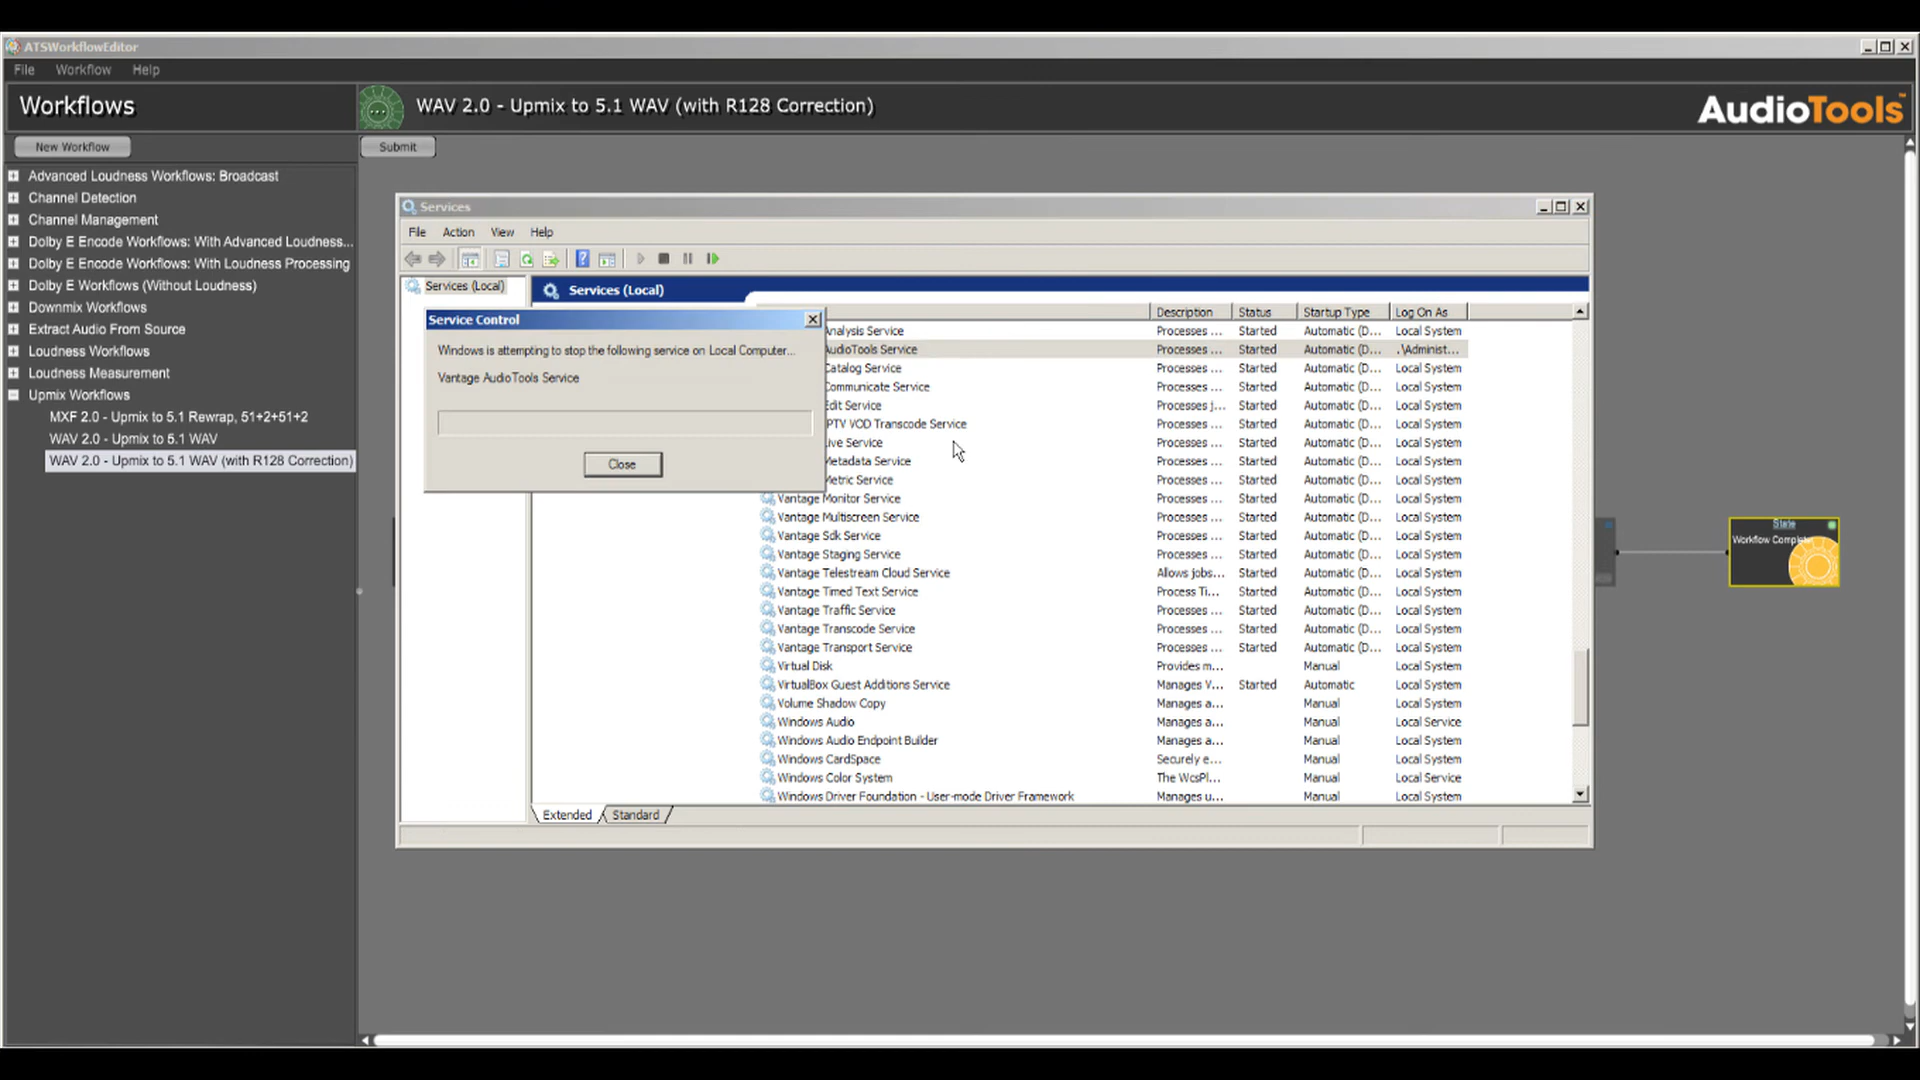 ATSWorkflowEditor
File Workflow Help
Workflows
WAV 2.0 - Upmix to 5.1 WAV (with R128 Correction)
AudioTools™
New Workflow
Submit
Advanced Loudness Workflows: Broadcast
Channel Detection
Channel Management
Dolby E Encode Workflows: With Advanced Loudness...
Dolby E Encode Workflows: With Loudness Processing
Dolby E Workflows (Without Loudness)
Downmix Workflows
Extract Audio From Source
Loudness Workflows
Loudness Measurement
Upmix Workflows
MXF 2.0 - Upmix to 5.1 Rewrap, 51+2+51+2
WAV 2.0 - Upmix to 5.1 WAV
WAV 2.0 - Upmix to 5.1 WAV (with R128 Correction)
Services
File Action View Help
Services (Local)
Services (Local)
Service Control
Windows is attempting to stop the following service on Local Computer...
Vantage AudioTools Service
Close
Description Status Startup Type Log On As
Analysis Service Processes ... Started Automatic (D... Local System
AudioTools Service Processes ... Started Automatic (D... .\Administ...
Catalog Service Processes ... Started Automatic (D... Local System
Communicate Service Processes ... Started Automatic (D... Local System
Edit Service Processes j... Started Automatic (D... Local System
IPTV VOD Transcode Service Processes ... Started Automatic (D... Local System
Live Service Processes ... Started Automatic (D... Local System
Metadata Service Processes ... Started Automatic (D... Local System
Metric Service Processes ... Started Automatic (D... Local System
Vantage Monitor Service Processes ... Started Automatic (D... Local System
Vantage Multiscreen Service Processes ... Started Automatic (D... Local System
Vantage Sdk Service Processes ... Started Automatic (D... Local System
Vantage Staging Service Processes ... Started Automatic (D... Local System
Vantage Telestream Cloud Service Allows jobs... Started Automatic (D... Local System
Vantage Timed Text Service Process Ti... Started Automatic (D... Local System
Vantage Traffic Service Processes ... Started Automatic (D... Local System
Vantage Transcode Service Processes ... Started Automatic (D... Local System
Vantage Transport Service Processes ... Started Automatic (D... Local System
Virtual Disk Provides m... Manual Local System
VirtualBox Guest Additions Service Manages V... Started Automatic Local System
Volume Shadow Copy Manages a... Manual Local System
Windows Audio Manages a... Manual Local Service
Windows Audio Endpoint Builder Manages a... Manual Local System
Windows CardSpace Securely e... Manual Local System
Windows Color System The WcsPl... Manual Local Service
Windows Driver Foundation - User-mode Driver Framework Manages u... Manual Local System
Extended Standard
State
Workflow Complete